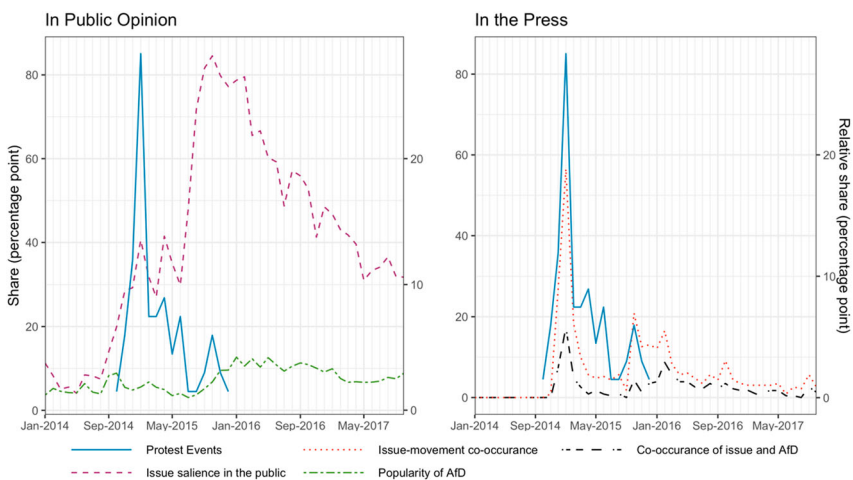 In Public Opinion
In the Press
Share (percentage point)
80
60
40
20
0
20
10
0
Jan-2014 Sep-2014 May-2015 Jan-2016 Sep-2016 May-2017
80
60
40
20
0
20
10
0
Relative share (percentage point)
Jan-2014 Sep-2014 May-2015 Jan-2016 Sep-2016 May-2017
Protest Events Issue-movement co-occurance Co-occurance of issue and AfD
Issue salience in the public Popularity of AfD